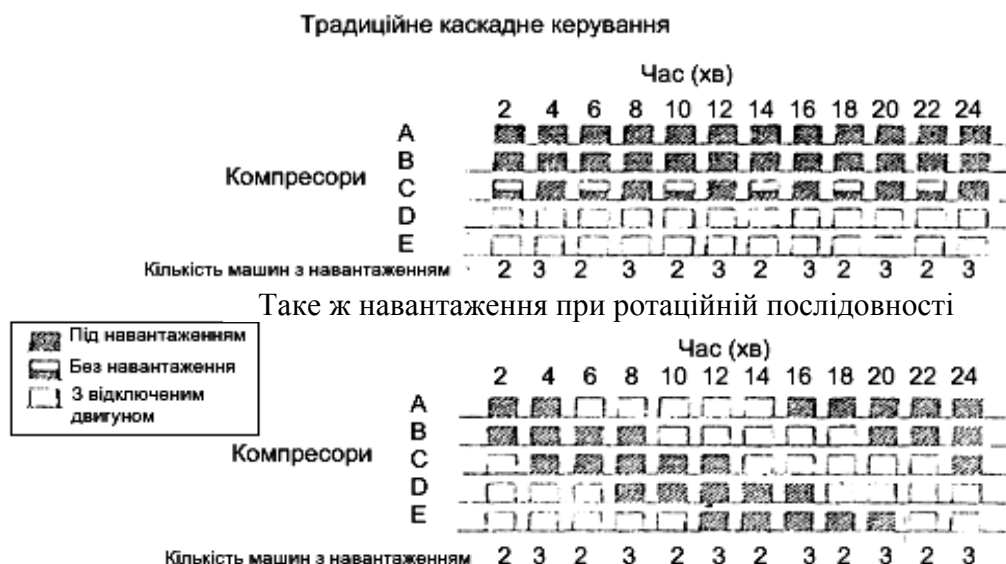 Традиційне каскадне керування
Час (хв)
2 4 6 8 10 12 14 16 18 20 22 24
A
B
Компресори
C
D
E
Кількість машин з навантаженням 2 3 2 3 2 3 2 3 2 3 2 3
Таке ж навантаження при ротаційній послідовності
Під навантаженням
Без навантаження
З відключеним
двигуном
Час (хв)
2 4 6 8 10 12 14 16 18 20 22 24
A
B
Компресори
C
D
E
Кількість машин з навантаженням 2 3 2 3 2 3 2 3 2 3 2 3